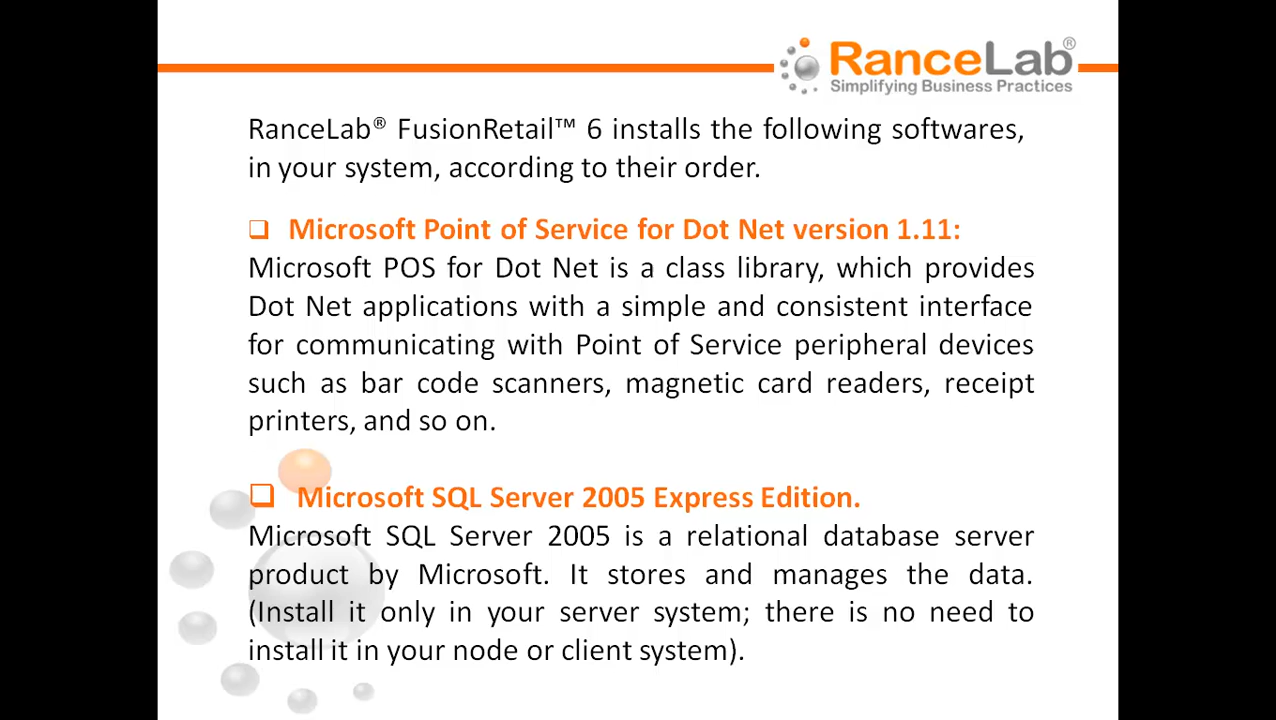 RanceLab®
Simplifying Business Practices
RanceLab® FusionRetail™ 6 installs the following softwares,
in your system, according to their order.
❑ Microsoft Point of Service for Dot Net version 1.11:
Microsoft POS for Dot Net is a class library, which provides
Dot Net applications with a simple and consistent interface
for communicating with Point of Service peripheral devices
such as bar code scanners, magnetic card readers, receipt
printers, and so on.
❑ Microsoft SQL Server 2005 Express Edition.
Microsoft SQL Server 2005 is a relational database server
product by Microsoft. It stores and manages the data.
(Install it only in your server system; there is no need to
install it in your node or client system).